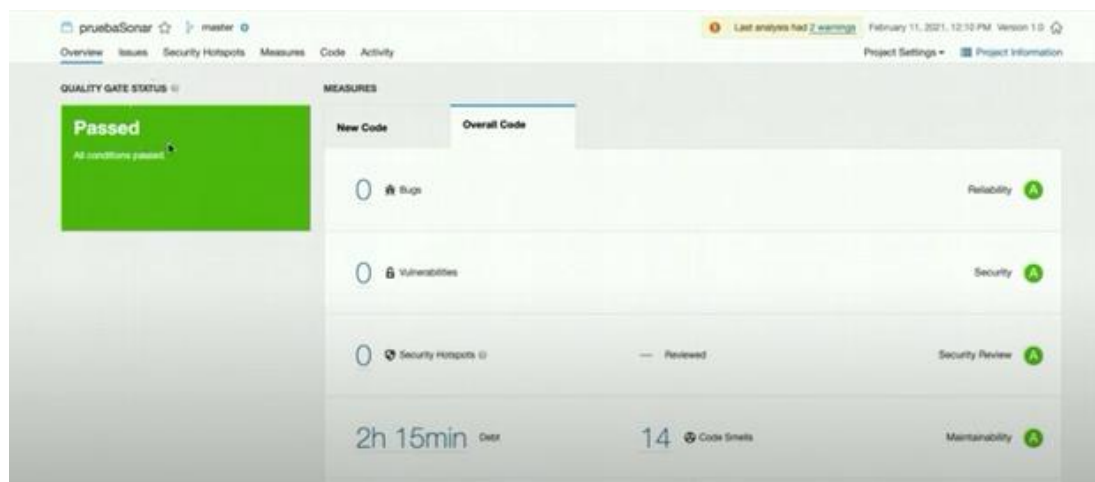 pruebaSonar master
Last analysis had 2 warnings February 11, 2021, 12:10 PM Version 1.0
Overview Issues Security Hotspots Measures Code Activity
Project Settings Project Information
QUALITY GATE STATUS
MEASURES
Passed
All conditions passed.
New Code
Overall Code
0 Bugs
Reliability A
0 Vulnerabilities
Security A
0 Security Hotspots
— Reviewed
Security Review A
2h 15min Debt
14 Code Smells
Maintainability A